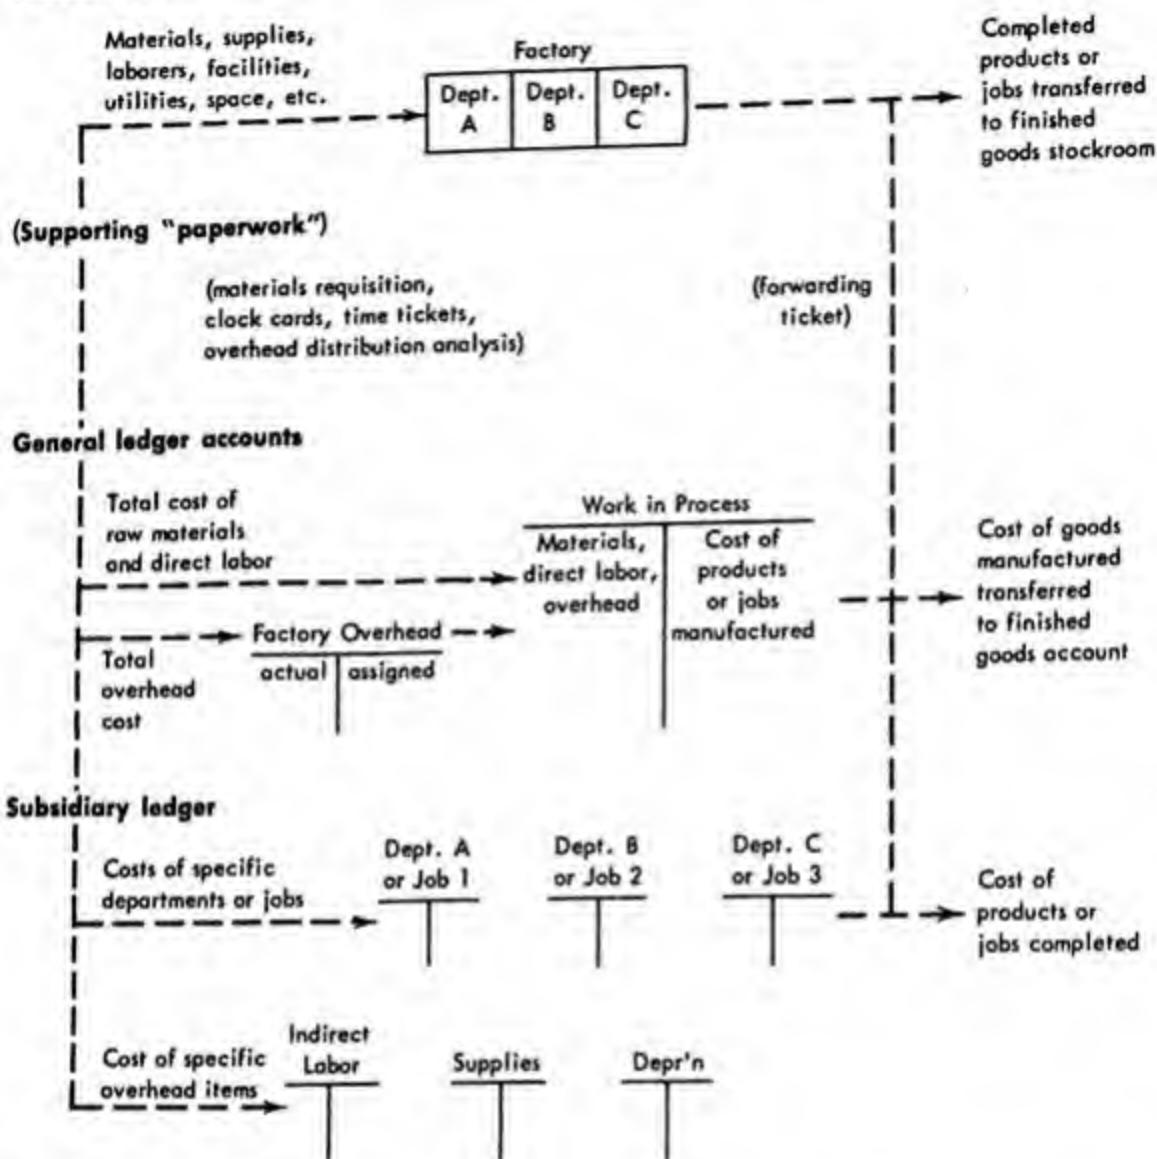 Materials, supplies,
laborers, facilities,
utilities, space, etc.
Factory
Dept.
A
Dept.
B
Dept.
C
Completed
products or
jobs transferred
to finished
goods stockroom
(Supporting "paperwork")
(materials requisition,
clock cards, time tickets,
overhead distribution analysis)
(forwarding
ticket)
General ledger accounts
Total cost of
raw materials
and direct labor
Work in Process
Materials,
direct labor,
overhead
Cost of
products
or jobs
manufactured
Cost of goods
manufactured
transferred
to finished
goods account
Factory Overhead
actual
assigned
Total
overhead
cost
Subsidiary ledger
Costs of specific
departments or jobs
Dept. A
or Job 1
Dept. B
or Job 2
Dept. C
or Job 3
Cost of
products or
jobs completed
Cost of specific
overhead items
Indirect
Labor
Supplies
Depr'n